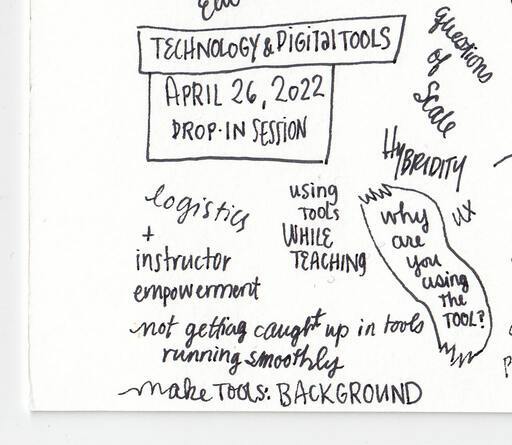 TECHNOLOGY & DIGITAL TOOLS
APRIL 26, 2022
DROP-IN SESSION
questions
of
Scale
HYBRIDITY
UX
logistics
+
instructor
empowerment
using
TOOLS
WHILE
TEACHING
why
are
you
using
the
TOOL?
not getting caught up in tools
running smoothly
make TOOLS: BACKGROUND